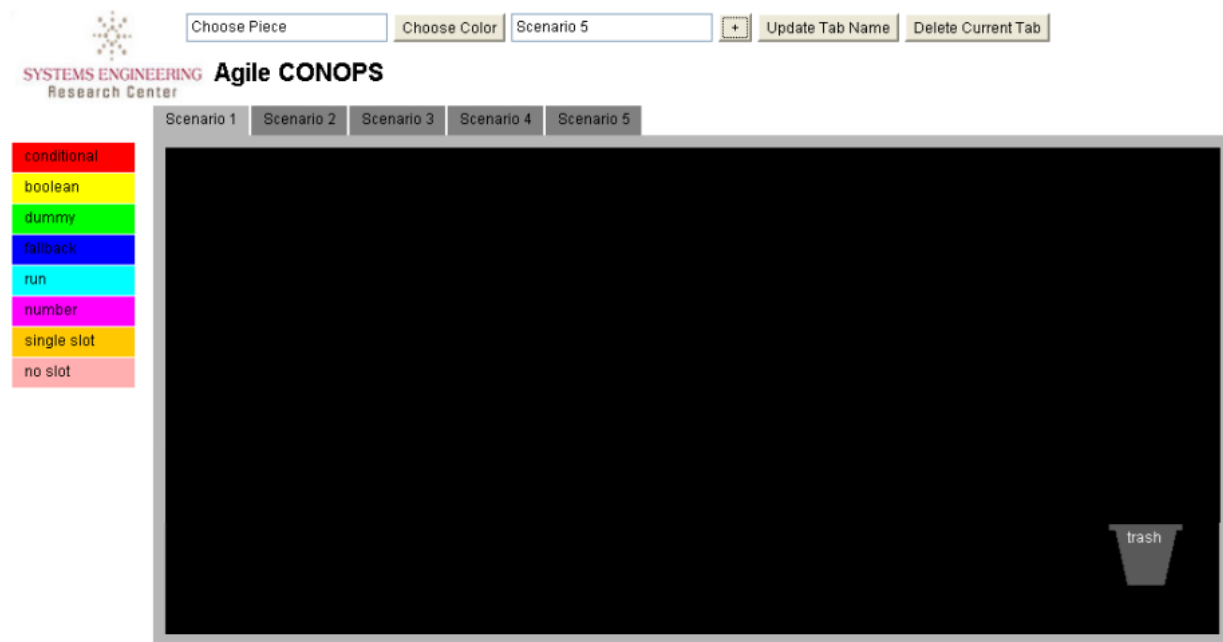 Choose Piece Choose Color Scenario 5 + Update Tab Name Delete Current Tab
SYSTEMS ENGINEERING
Research Center
Agile CONOPS
Scenario 1 Scenario 2 Scenario 3 Scenario 4 Scenario 5
conditional
boolean
dummy
fallback
run
number
single slot
no slot
trash